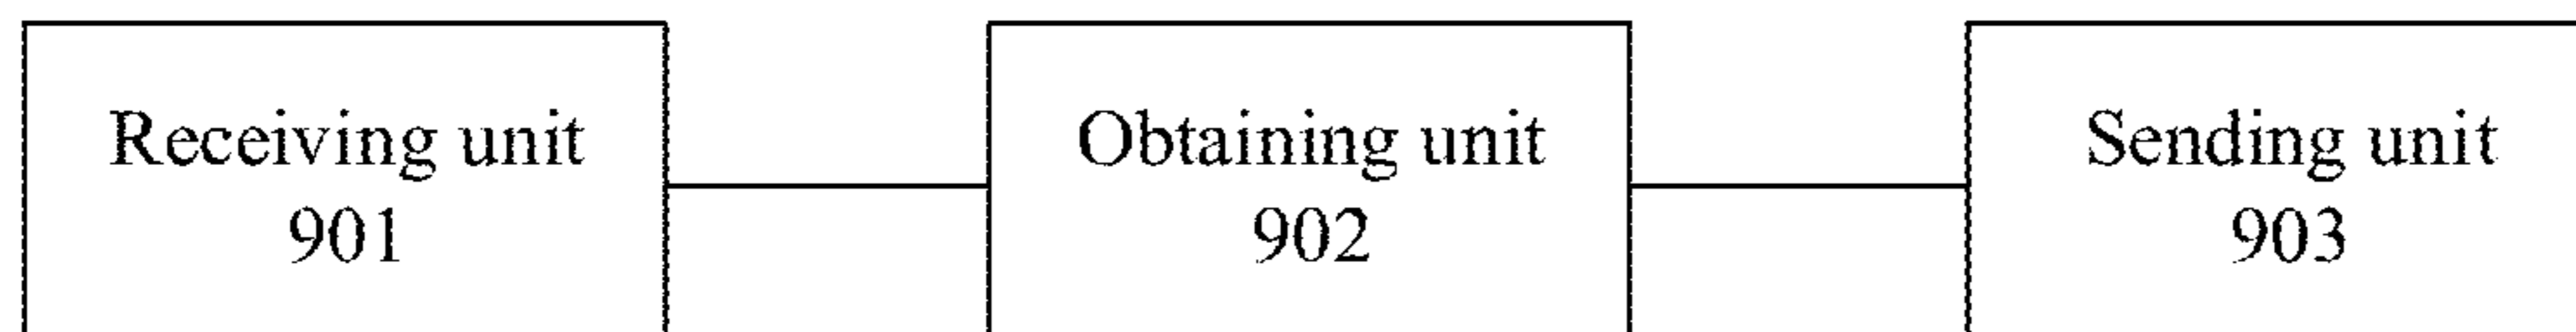 Receiving unit
901
Obtaining unit
902
Sending unit
903